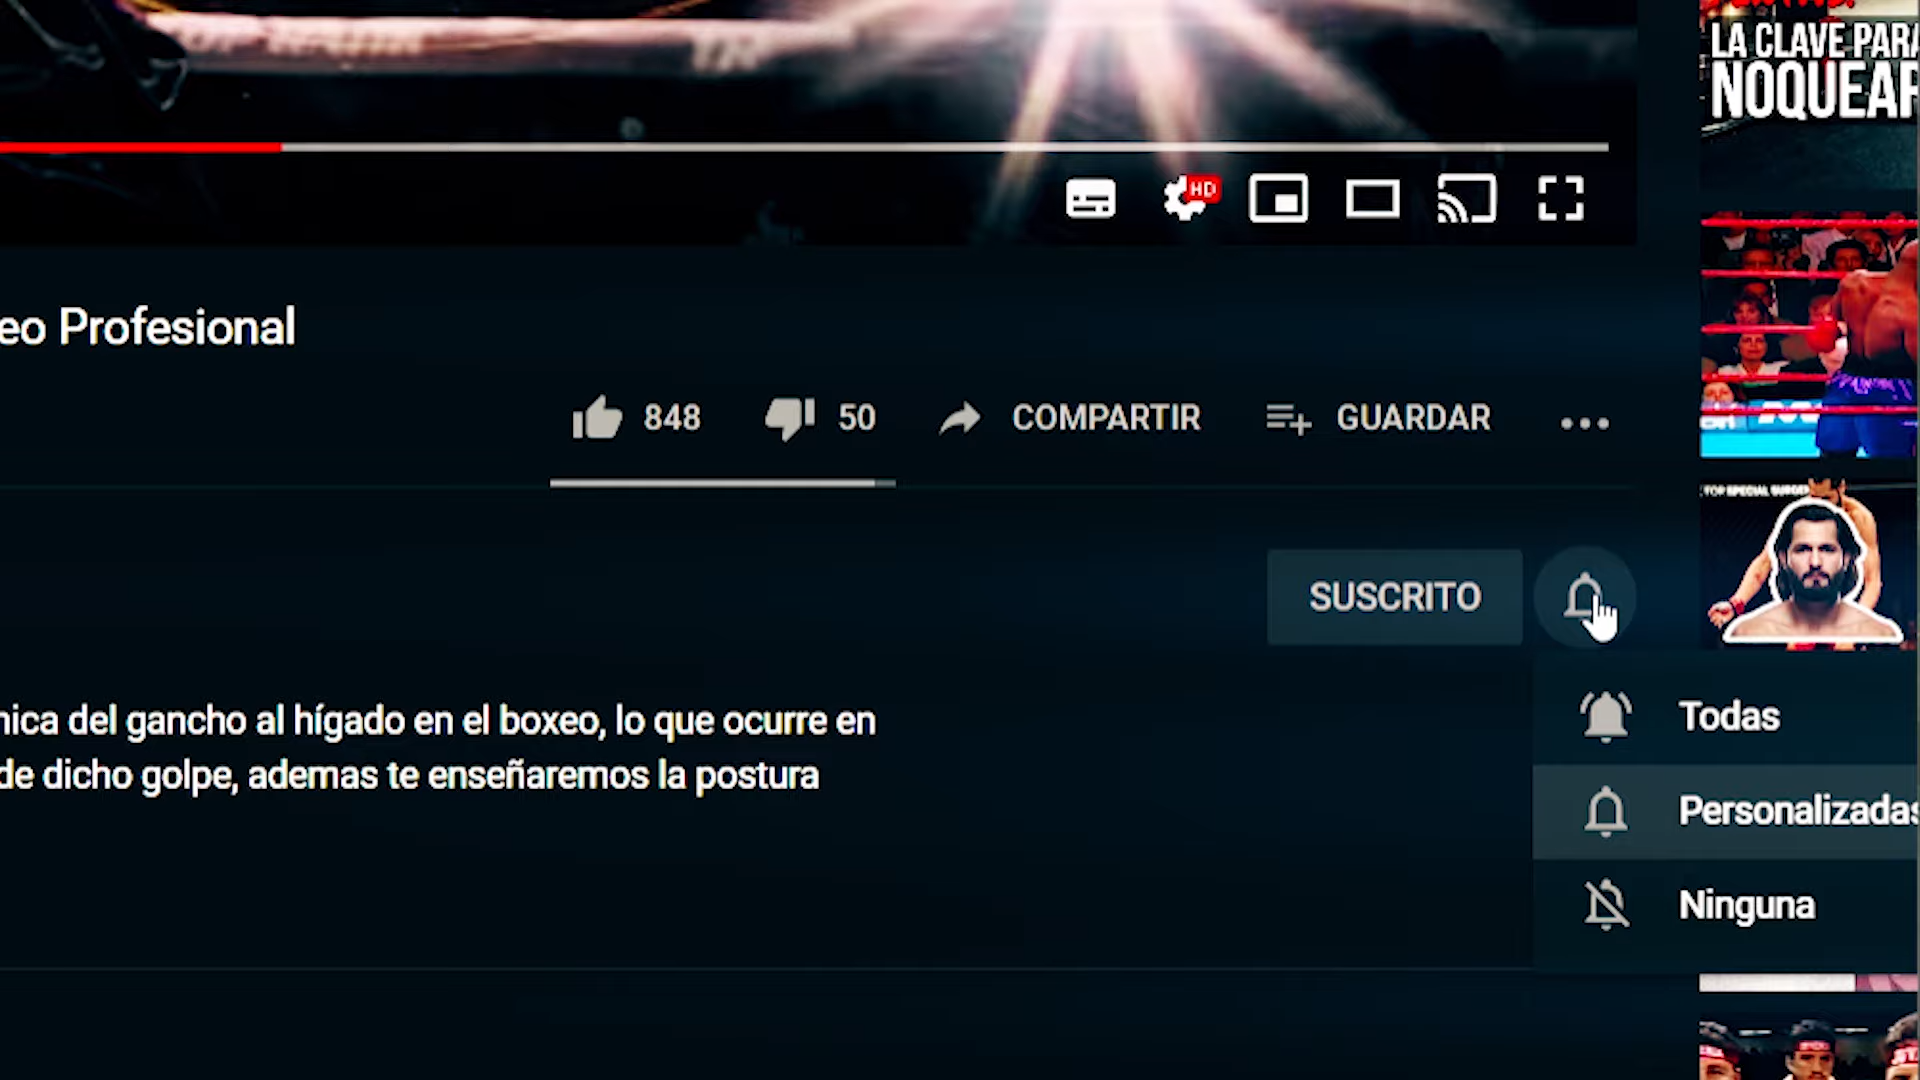 LA CLAVE PARA
NOQUEAR
HD
eo Profesional
848
50
COMPARTIR
GUARDAR
SUSCRITO
nica del gancho al hígado en el boxeo, lo que ocurre en
de dicho golpe, ademas te enseñaremos la postura
Todas
Personalizadas
Ninguna